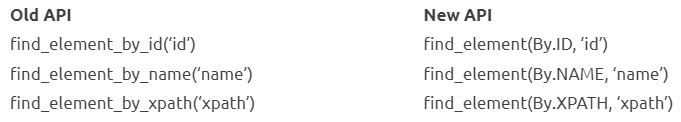 Old API New API
find_element_by_id(‘id’) find_element(By.ID, ‘id’)
find_element_by_name(‘name’) find_element(By.NAME, ‘name’)
find_element_by_xpath(‘xpath’) find_element(By.XPATH, ‘xpath’)